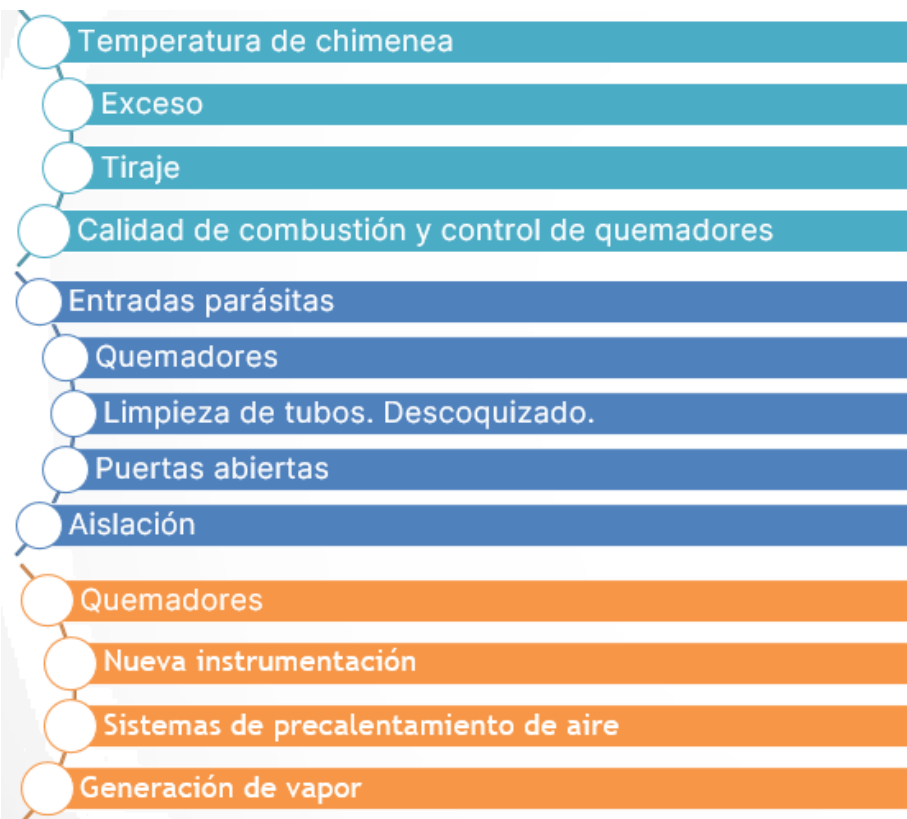 Temperatura de chimenea
Exceso
Tiraje
Calidad de combustión y control de quemadores
Entradas parásitas
Quemadores
Limpieza de tubos. Descoquizado.
Puertas abiertas
Aislación
Quemadores
Nueva instrumentación
Sistemas de precalentamiento de aire
Generación de vapor